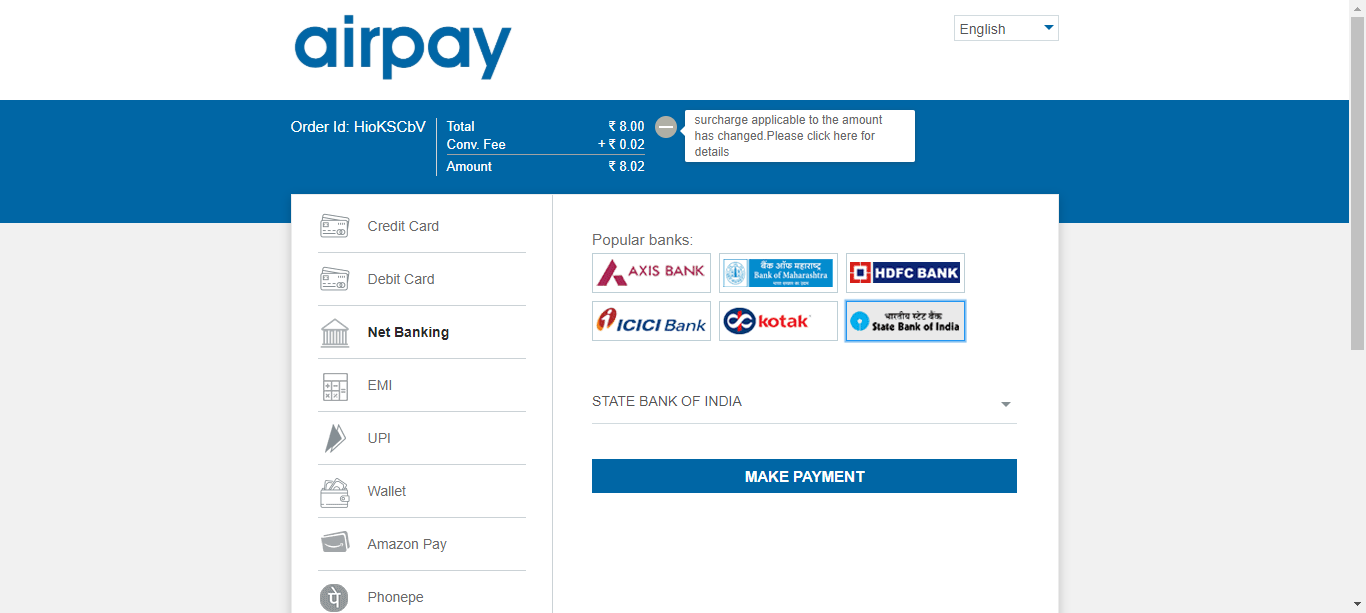 airpay
English
Order Id: HioKSCbV
Total ₹ 8.00
Conv. Fee + ₹ 0.02
Amount ₹ 8.02
surcharge applicable to the amount
has changed.Please click here for
details
Credit Card
Debit Card
Net Banking
EMI
UPI
Wallet
Amazon Pay
Phonepe
Popular banks:
AXIS BANK
बैंक ऑफ महाराष्ट्र
Bank of Maharashtra
HDFC BANK
ICICI Bank
kotak
भारतीय स्टेट बैंक
State Bank of India
STATE BANK OF INDIA
MAKE PAYMENT